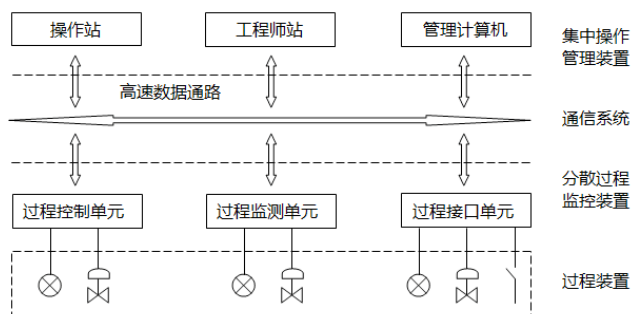 操作站
工程师站
管理计算机
集中操作
管理装置
高速数据通路
通信系统
分散过程
监控装置
过程控制单元
过程监测单元
过程接口单元
过程装置